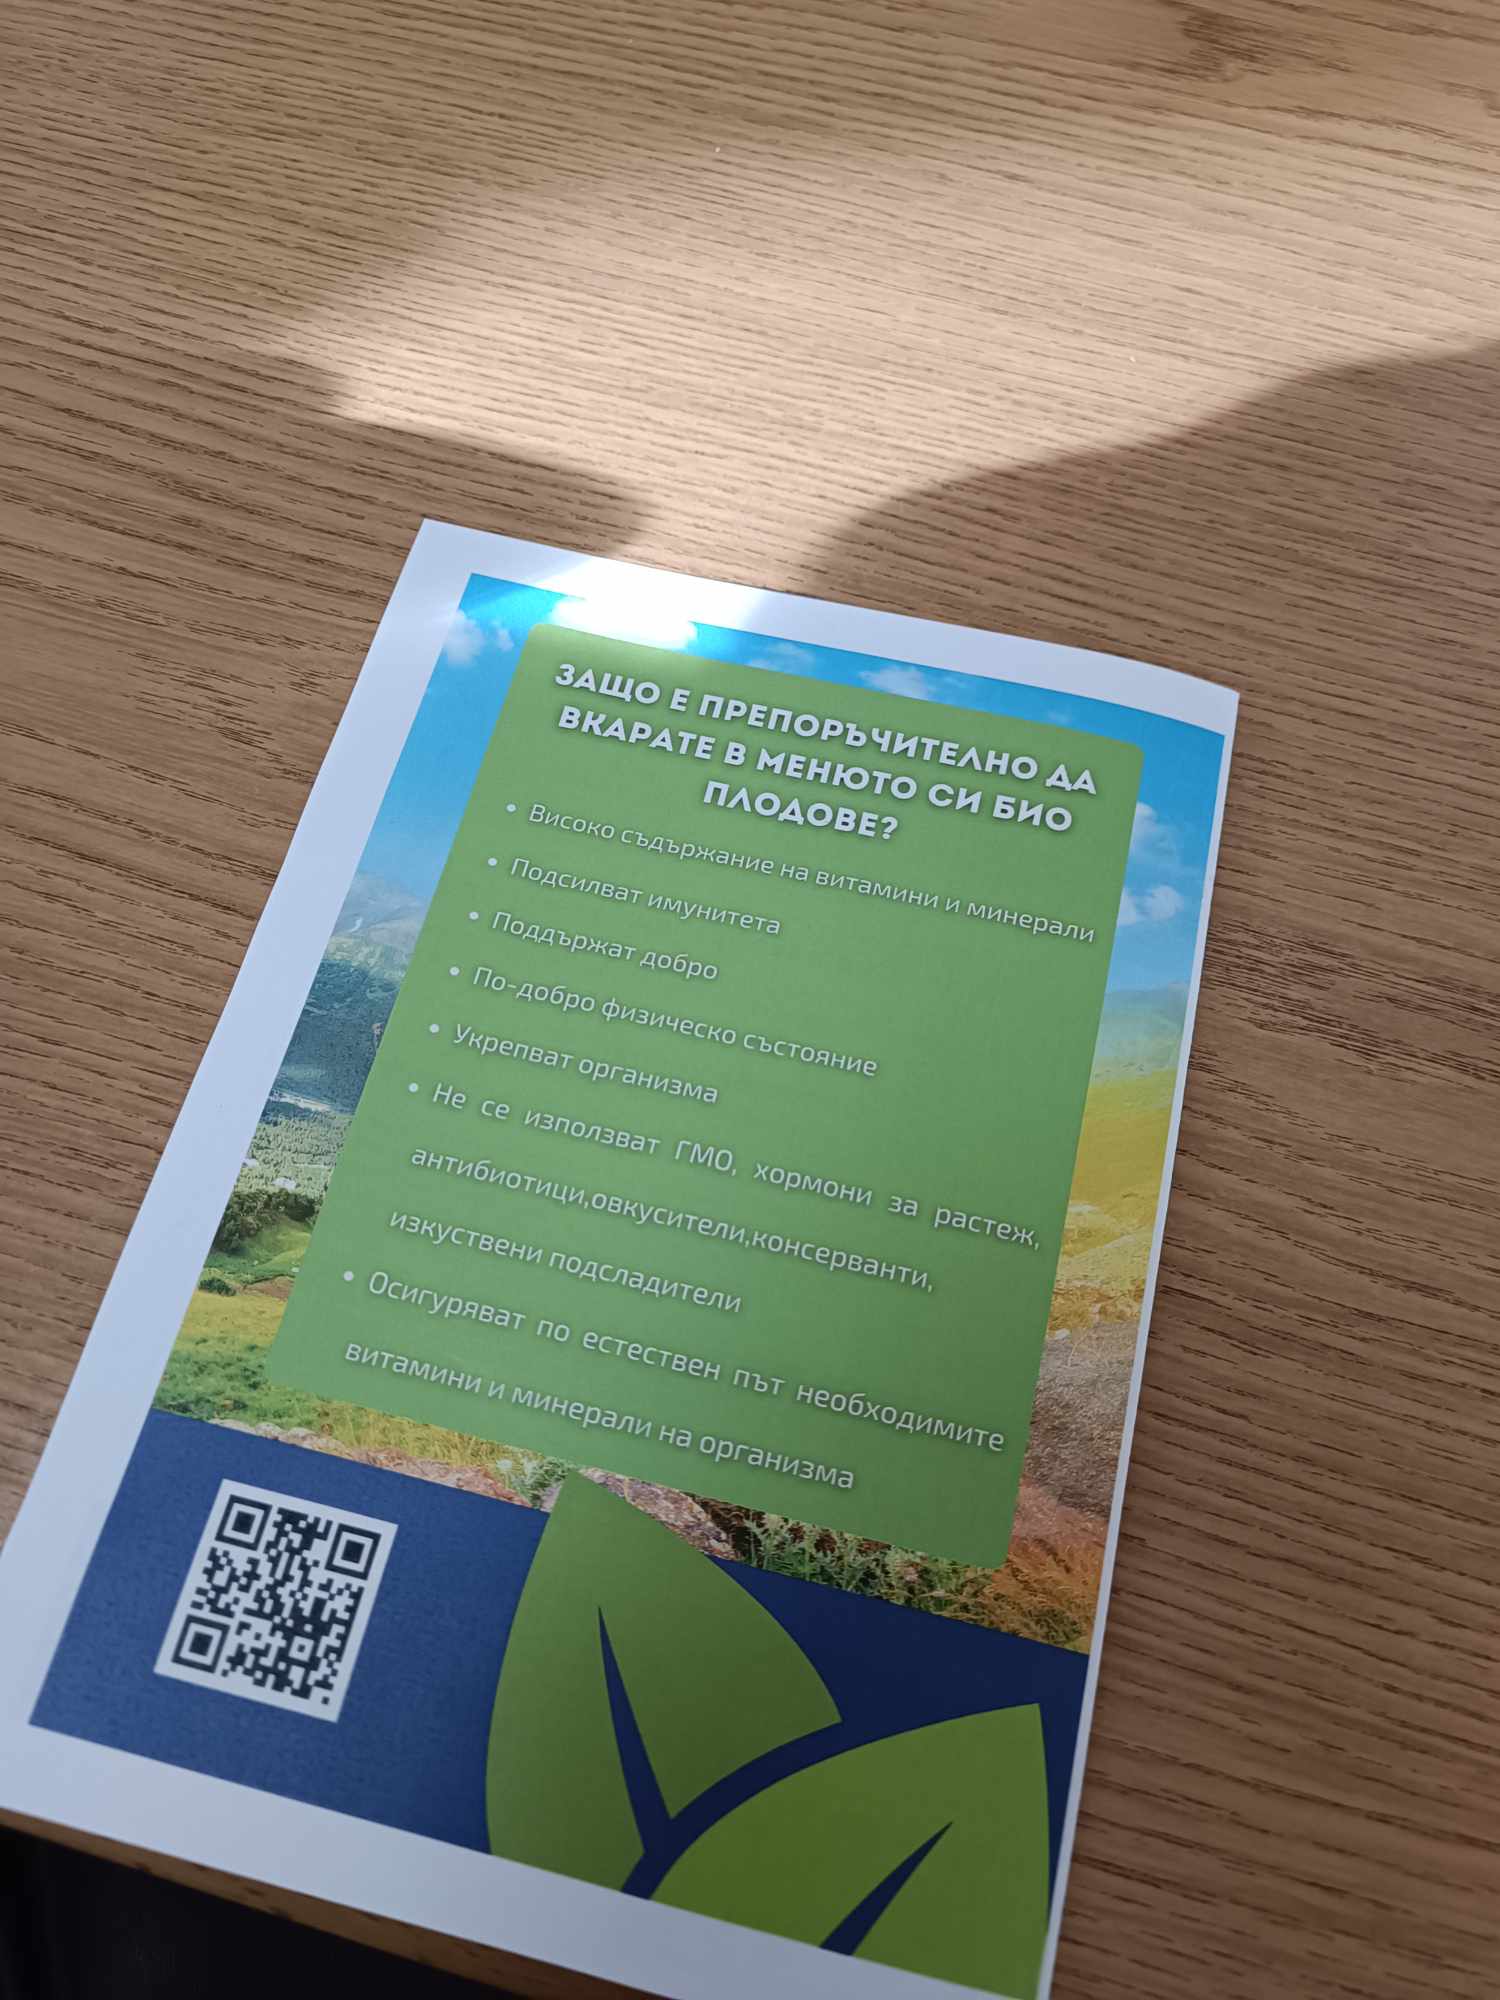 ЗАЩО Е ПРЕПОРЪЧИТЕЛНО ДА
ВКАРАТЕ В МЕНЮТО СИ БИО
ПЛОДОВЕ?
• Високо съдържание на витамини и минерали
• Подсилват имунитета
• Поддържат добро
• По-добро физическо състояние
• Укрепват организма
• Не се използват ГМО, хормони за растеж,
антибиотици,овкусители,консерванти,
изкуствени подсладители
• Осигуряват по естествен път необходимите
витамини и минерали на организма